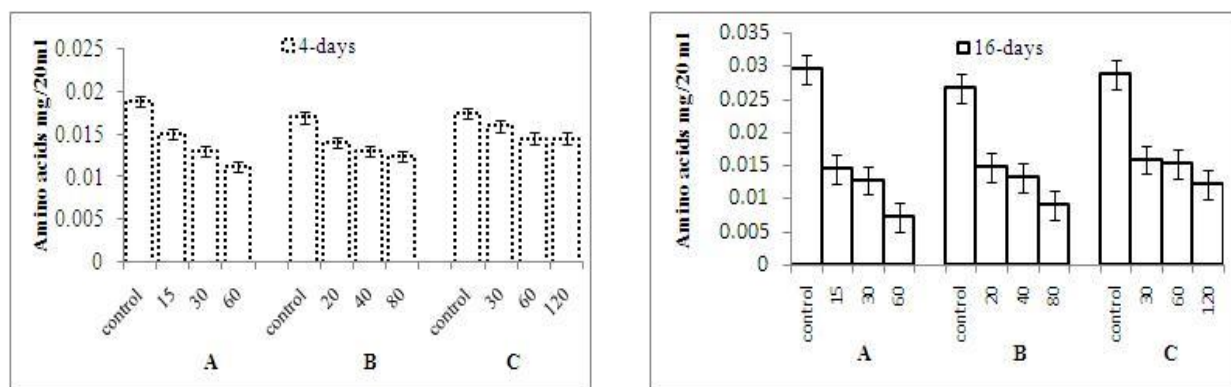 Amino acids mg/20ml
4-days
0.025
0.02
0.015
0.01
0.005
0
control 15 30 60 control 20 40 80 control 30 60 120
A B C
Amino acids mg/20 ml
16-days
0.035
0.03
0.025
0.02
0.015
0.01
0.005
0
control 15 30 60 control 20 40 80 control 30 60 120
A B C